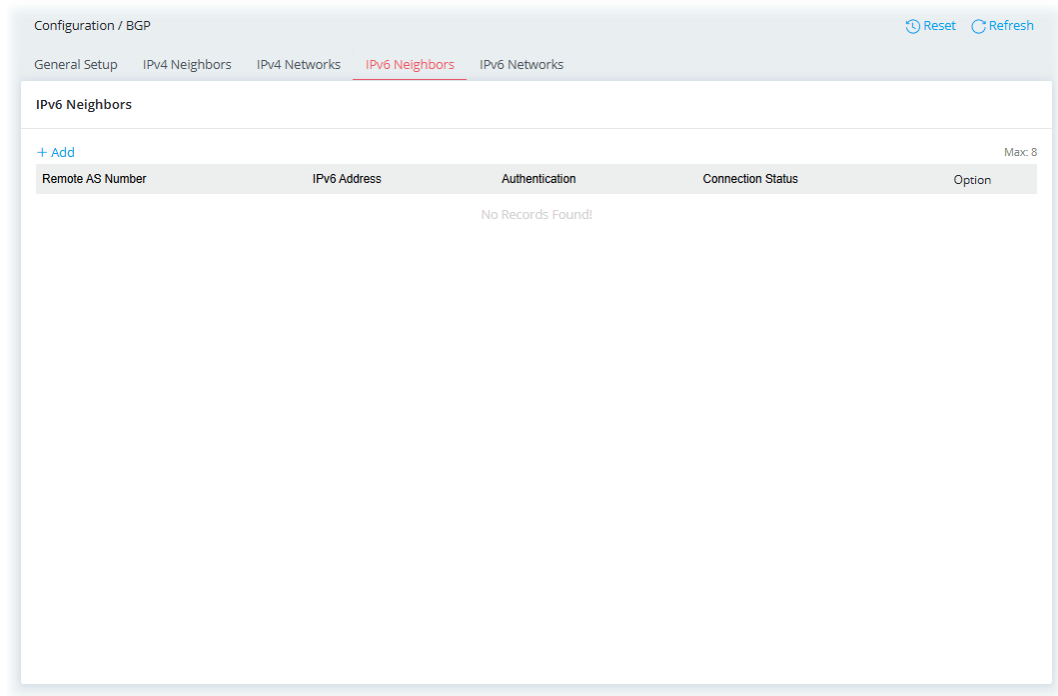 Configuration / BGP
Reset Refresh
General Setup IPv4 Neighbors IPv4 Networks IPv6 Neighbors IPv6 Networks
IPv6 Neighbors
+ Add
Max: 8
Remote AS Number IPv6 Address Authentication Connection Status Option
No Records Found!